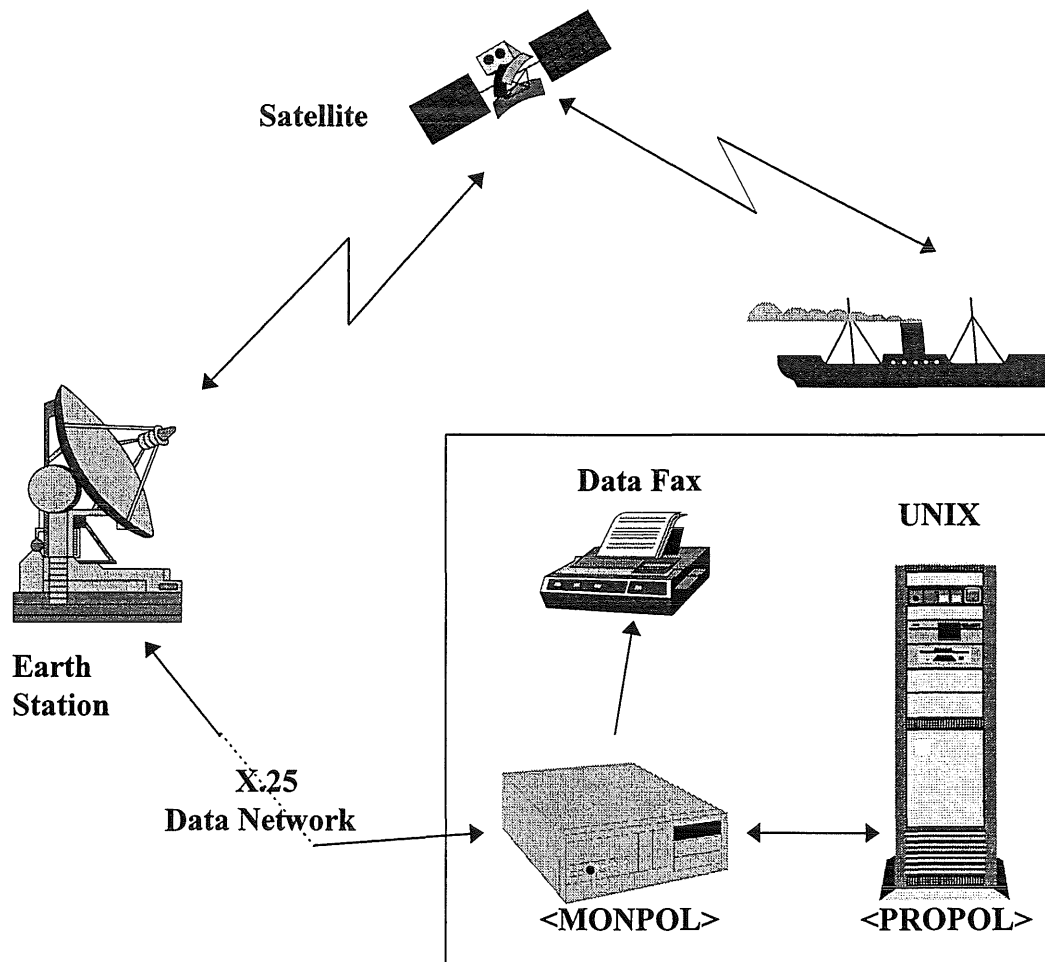 Satellite
Data Fax
UNIX
Earth
Station
X.25
Data Network
<MONPOL>
<PROPOL>